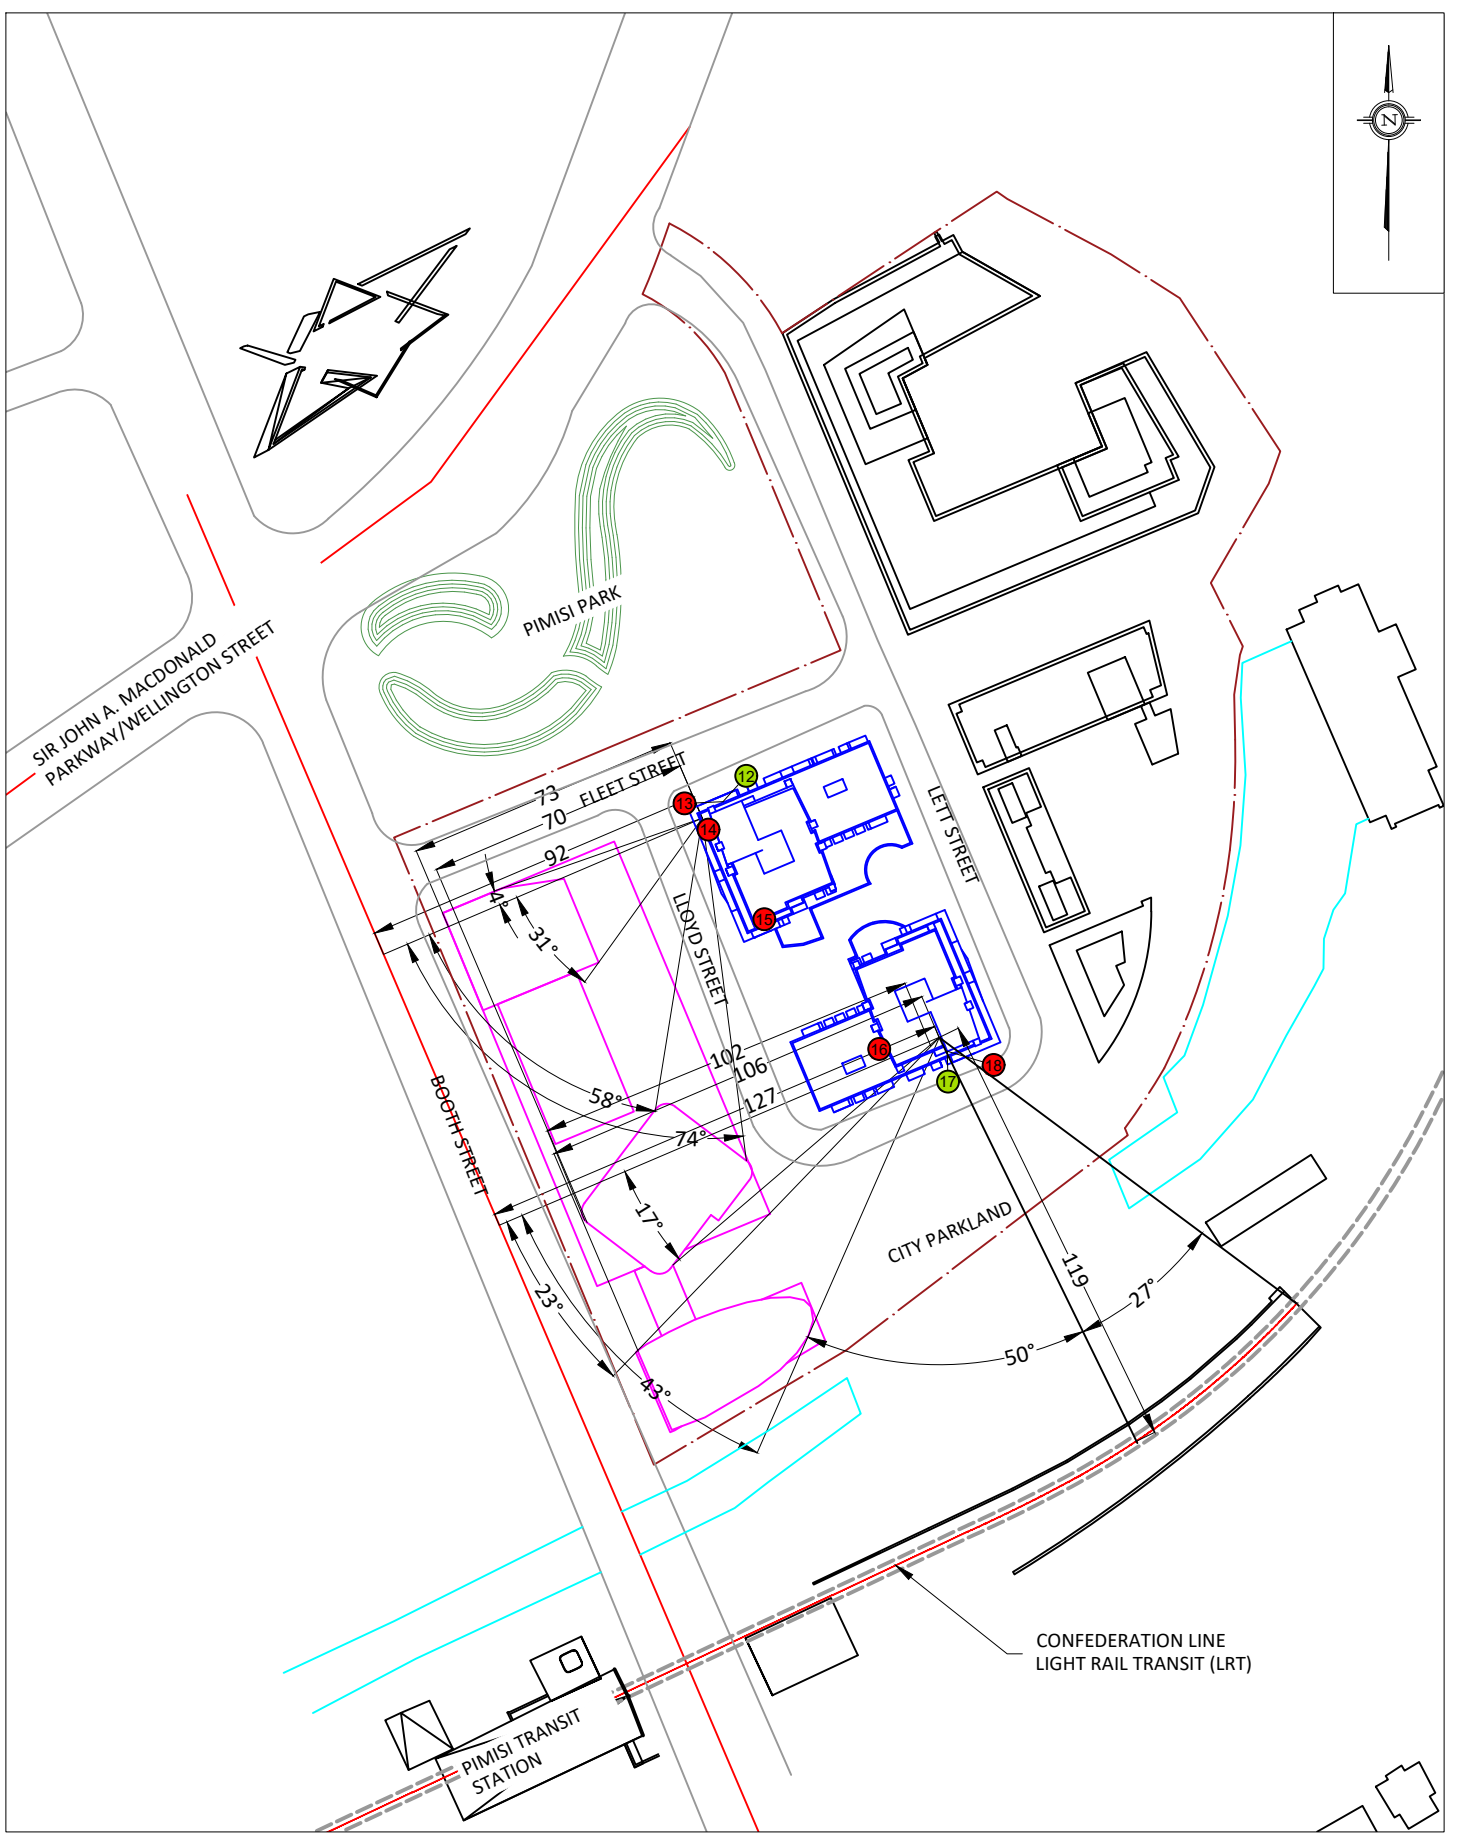 N
SIR JOHN A. MACDONALD
PARKWAY/WELLINGTON STREET
PIMISI PARK
FLEET STREET
73
70
92
4°
31°
12
13
14
15
LETT STREET
LLOYD STREET
BOOTH STREET
58°
74°
102
106
127
16
17
18
17°
23°
43°
50°
27°
119
CITY PARKLAND
CONFEDERATION LINE
LIGHT RAIL TRANSIT (LRT)
PIMISI TRANSIT
STATION